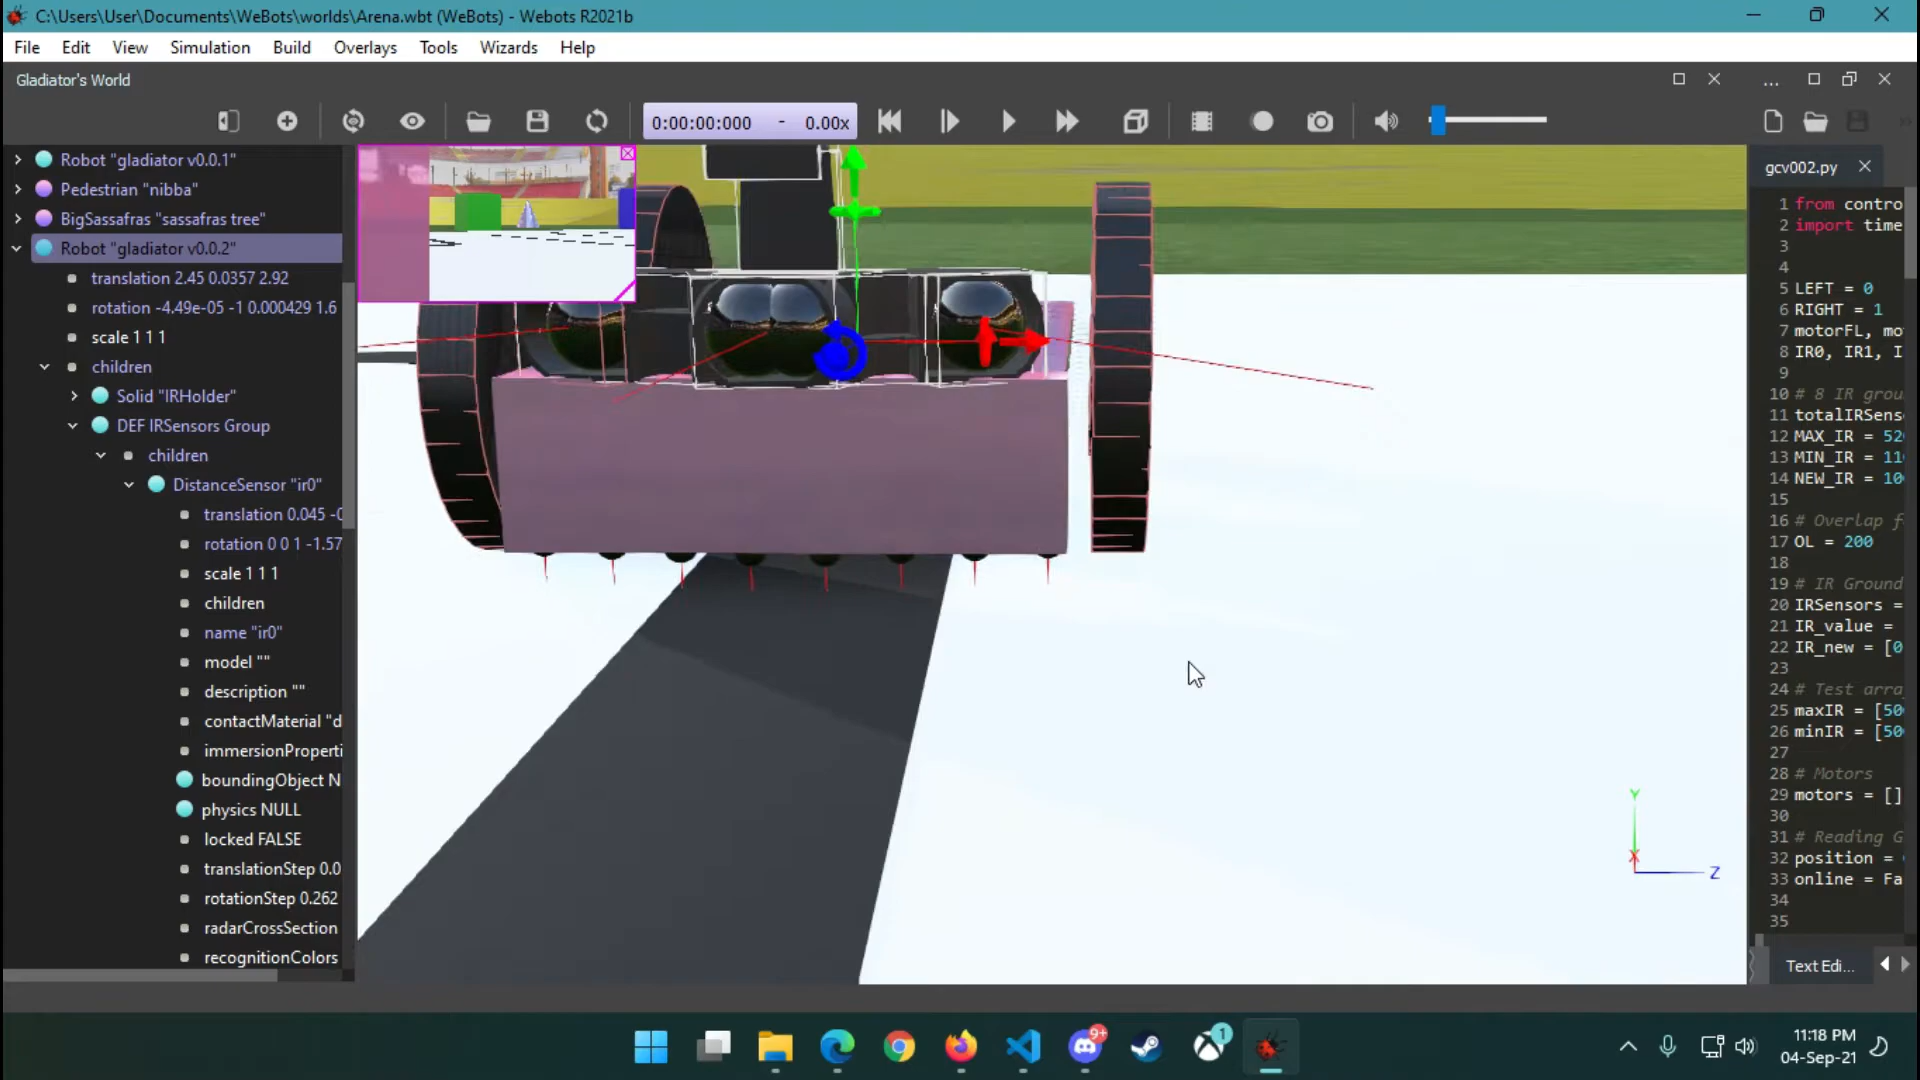 C:\Users\User\Documents\WeBots\worlds\Arena.wbt (WeBots) - Webots R2021b
File Edit View Simulation Build Overlays Tools Wizards Help
Gladiator's World
...
0:00:00:000 - 0.00x
Robot "gladiator v0.0.1"
Pedestrian "nibba"
BigSassafras "sassafras tree"
Robot "gladiator v0.0.2"
translation 2.45 0.0357 2.92
rotation -4.49e-05 -1 0.000429 1.6
scale 1 1 1
children
Solid "IRHolder"
DEF IRSensors Group
children
DistanceSensor "ir0"
translation 0.045 -0
rotation 0 0 1 -1.57
scale 1 1 1
children
name "ir0"
model ""
description ""
contactMaterial "d
immersionProperti
boundingObject N
physics NULL
locked FALSE
translationStep 0.0
rotationStep 0.262
radarCrossSection
recognitionColors
Y
X
Z
gcv002.py
1 from contro
2 import time
3
4
5 LEFT = 0
6 RIGHT = 1
7 motorFL, mo
8 IR0, IR1, I
9
10 # 8 IR grou
11 totalIRSens
12 MAX_IR = 52
13 MIN_IR = 11
14 NEW_IR = 10
15
16 # Overlap f
17 OL = 200
18
19 # IR Ground
20 IRSensors =
21 IR_value =
22 IR_new = [0
23
24 # Test arra
25 maxIR = [50
26 minIR = [50
27
28 # Motors
29 motors = []
30
31 # Reading G
32 position =
33 online = Fa
34
35
Text Edi...
9+
1
11:18 PM
04-Sep-21